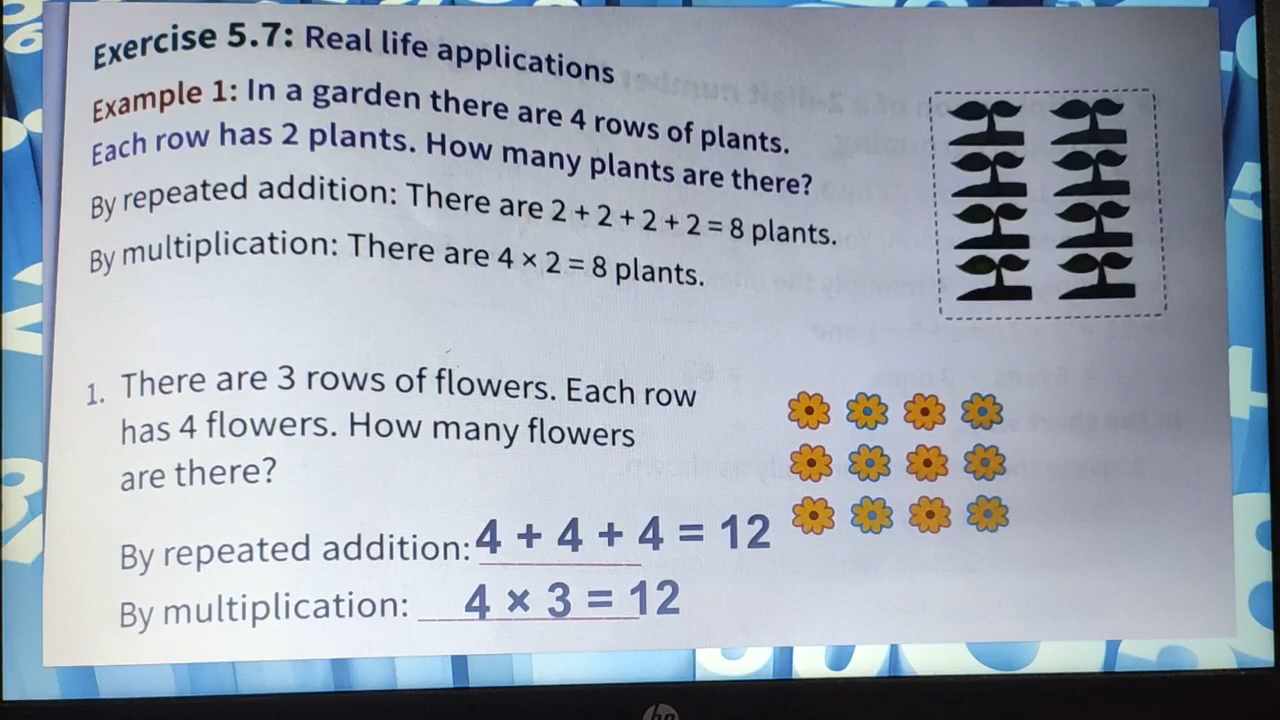 Exercise 5.7: Real life applications
Example 1: In a garden there are 4 rows of plants.
Each row has 2 plants. How many plants are there?
By repeated addition: There are 2 + 2 + 2 + 2 = 8 plants.
By multiplication: There are 4 × 2 = 8 plants.
1. There are 3 rows of flowers. Each row
has 4 flowers. How many flowers
are there?
By repeated addition: 4 + 4 + 4 = 12
By multiplication: 4 × 3 = 12
hp